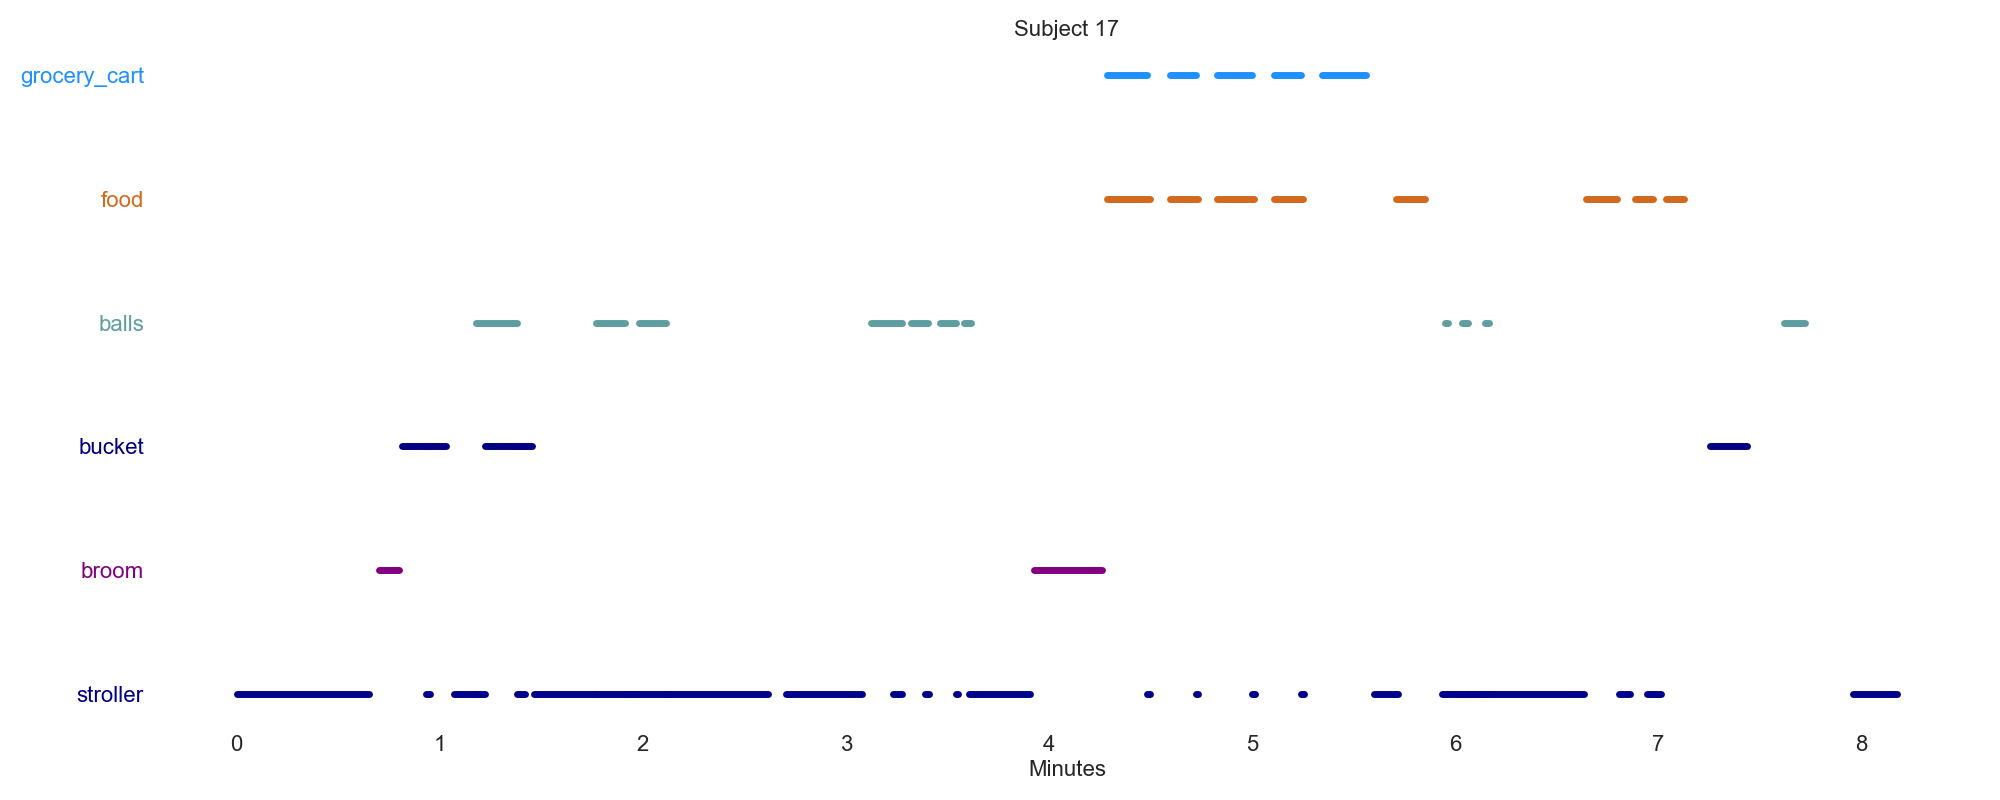 Subject 17
grocery_cart
food
balls
bucket
broom
stroller
0 1 2 3 4 5 6 7 8
Minutes